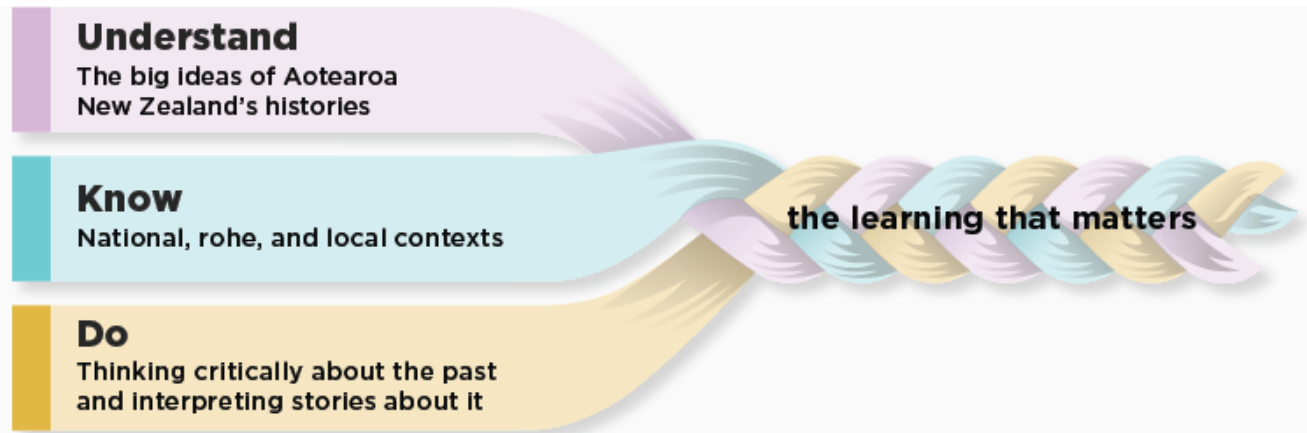 Understand
The big ideas of Aotearoa
New Zealand's histories
Know
National, rohe, and local contexts
the learning that matters
Do
Thinking critically about the past
and interpreting stories about it